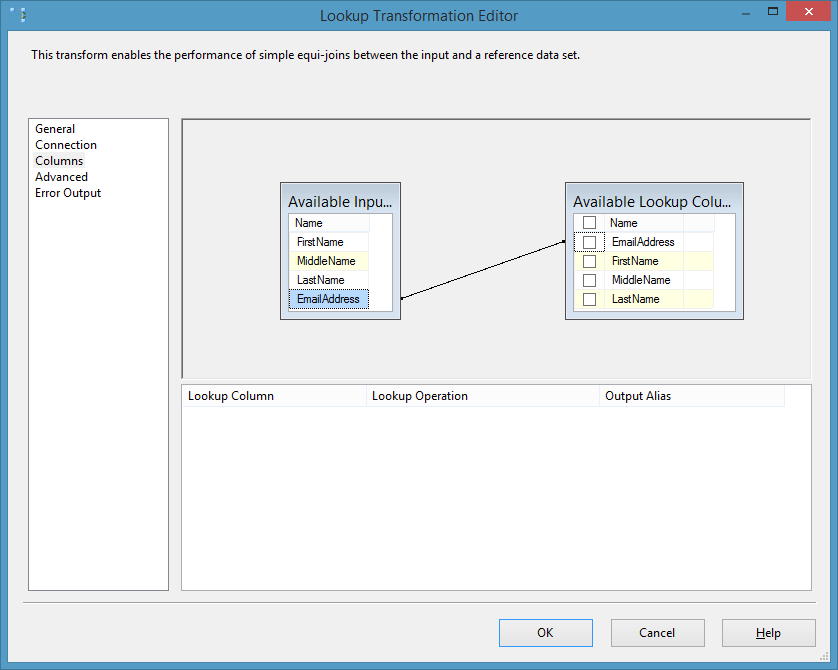 Lookup Transformation Editor
This transform enables the performance of simple equi-joins between the input and a reference data set.
General
Connection
Columns
Advanced
Error Output
Available Inpu...
Name
FirstName
MiddleName
LastName
EmailAddress
Available Lookup Colu...
Name
EmailAddress
FirstName
MiddleName
LastName
Lookup Column Lookup Operation Output Alias
OK Cancel Help